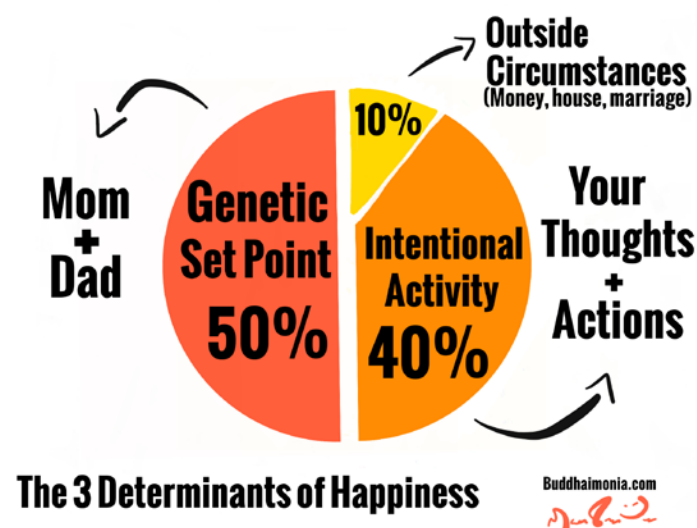 Outside
Circumstances
(Money, house, marriage)
10%
Mom
+
Dad
Genetic
Set Point
50%
Intentional
Activity
40%
Your
Thoughts
+
Actions
The 3 Determinants of Happiness
Buddhaimonia.com